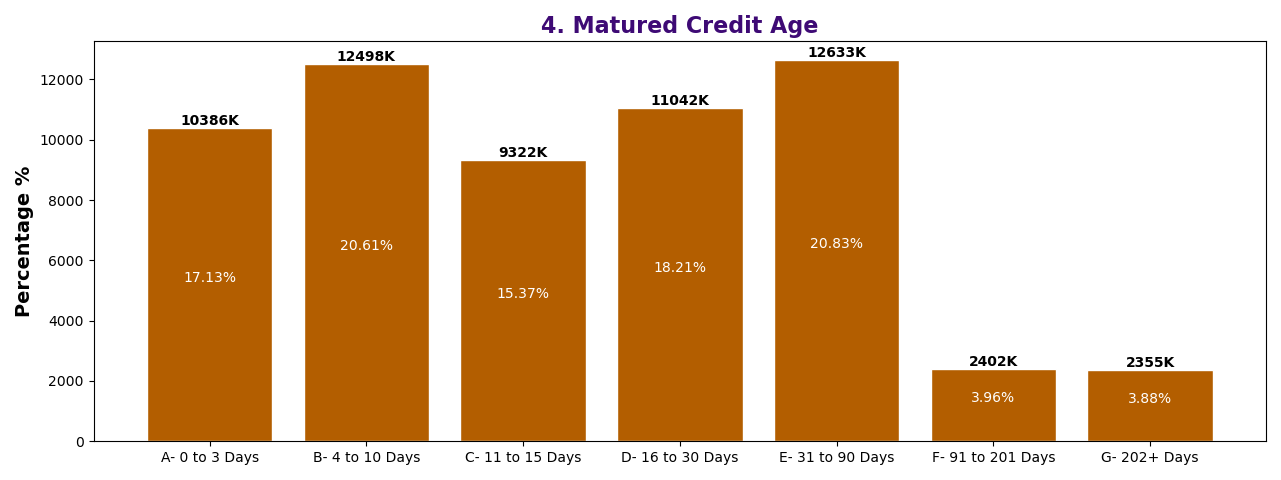 4. Matured Credit Age
Percentage %
12000
10000
8000
6000
4000
2000
0
10386K
12498K
9322K
11042K
12633K
2402K
2355K
17.13%
20.61%
15.37%
18.21%
20.83%
3.96%
3.88%
A- 0 to 3 Days
B- 4 to 10 Days
C- 11 to 15 Days
D- 16 to 30 Days
E- 31 to 90 Days
F- 91 to 201 Days
G- 202+ Days